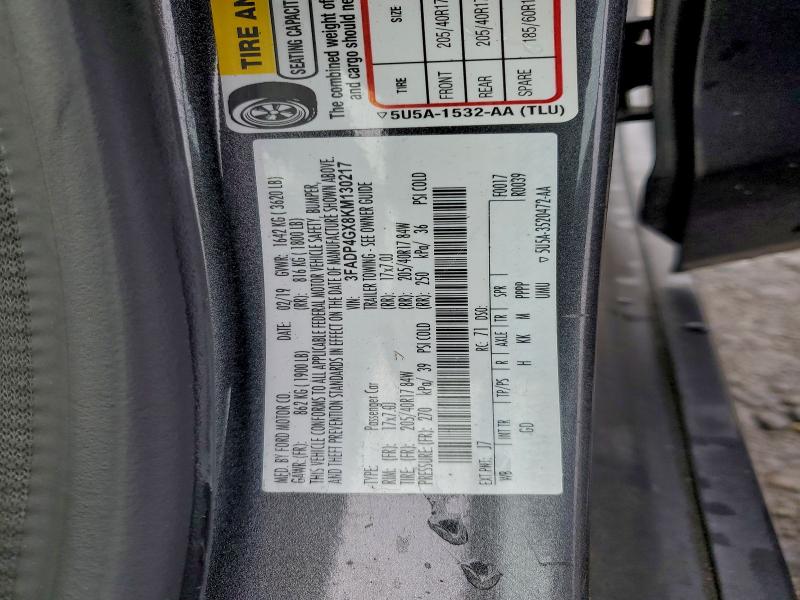 TIRE AN
SEATING CAPACIT
The combined weight of
and cargo should ne
TIRE SIZE
FRONT 205/40R17
REAR 205/40R17
SPARE 185/60R1
▽5U5A-1532-AA (TLU)
MFD. BY FORD MOTOR CO. DATE: 02/19 GVWR: 1642 KG (3620 LB)
GAWR: (FR): 862 KG (1900 LB) (RR): 816 KG (1800 LB)
THIS VEHICLE CONFORMS TO ALL APPLICABLE FEDERAL MOTOR VEHICLE SAFETY, BUMPER,
AND THEFT PREVENTION STANDARDS IN EFFECT ON THE DATE OF MANUFACTURE SHOWN ABOVE.
VIN: 3FADP4GX8KM130217
TYPE: Passenger Car TRAILER TOWING - SEE OWNER GUIDE
RIM: (FR): 17x7.0J (RR): 17x7.0J
TIRE: (FR): 205/40R17 84W (RR): 205/40R17 84W
PRESSURE: (FR): 270 kPa/ 39 PSI COLD (RR): 250 kPa/ 36 PSI COLD
EXT PNT: J7 RC: 71 DSO: F0017
WB INT TR TP/PS R AXLE TR SPR R0039
GO H KK M PPPP
UMU ▽5U5A-3520472-AA